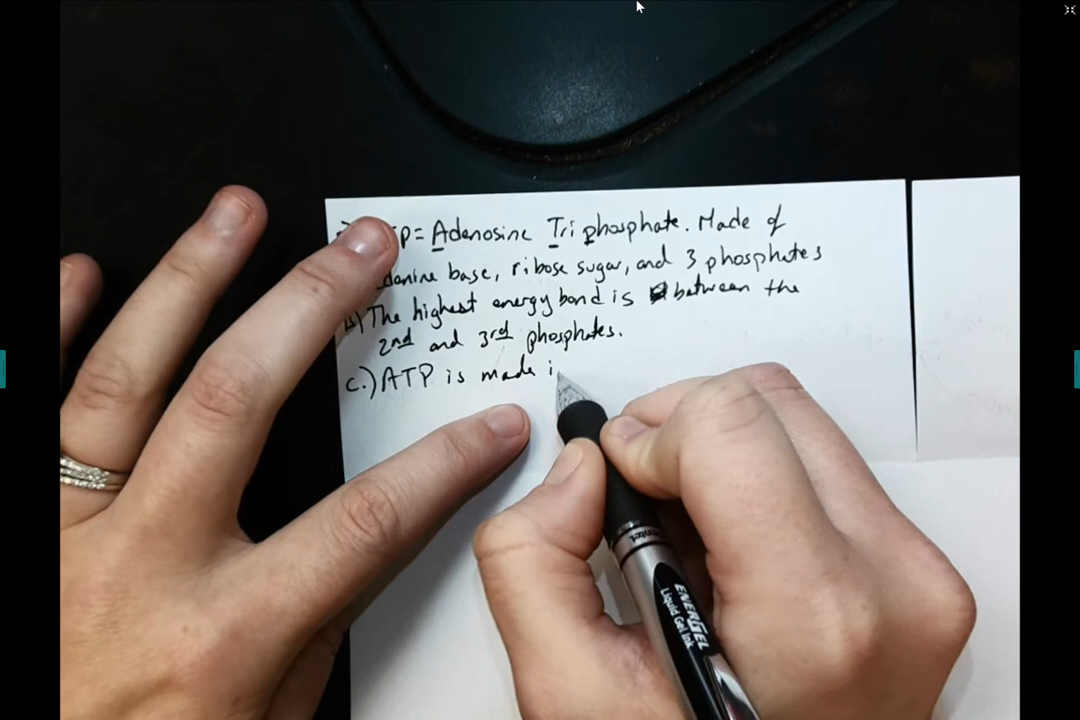 P= Adenosine Triphosphate. Made of
base, ribose sugar, and 3 phosphates
The highest energy bond is between the
2nd and 3rd phosphates.
C.) ATP is made i
ENERGEL
Liquid Gel Ink
Pentel